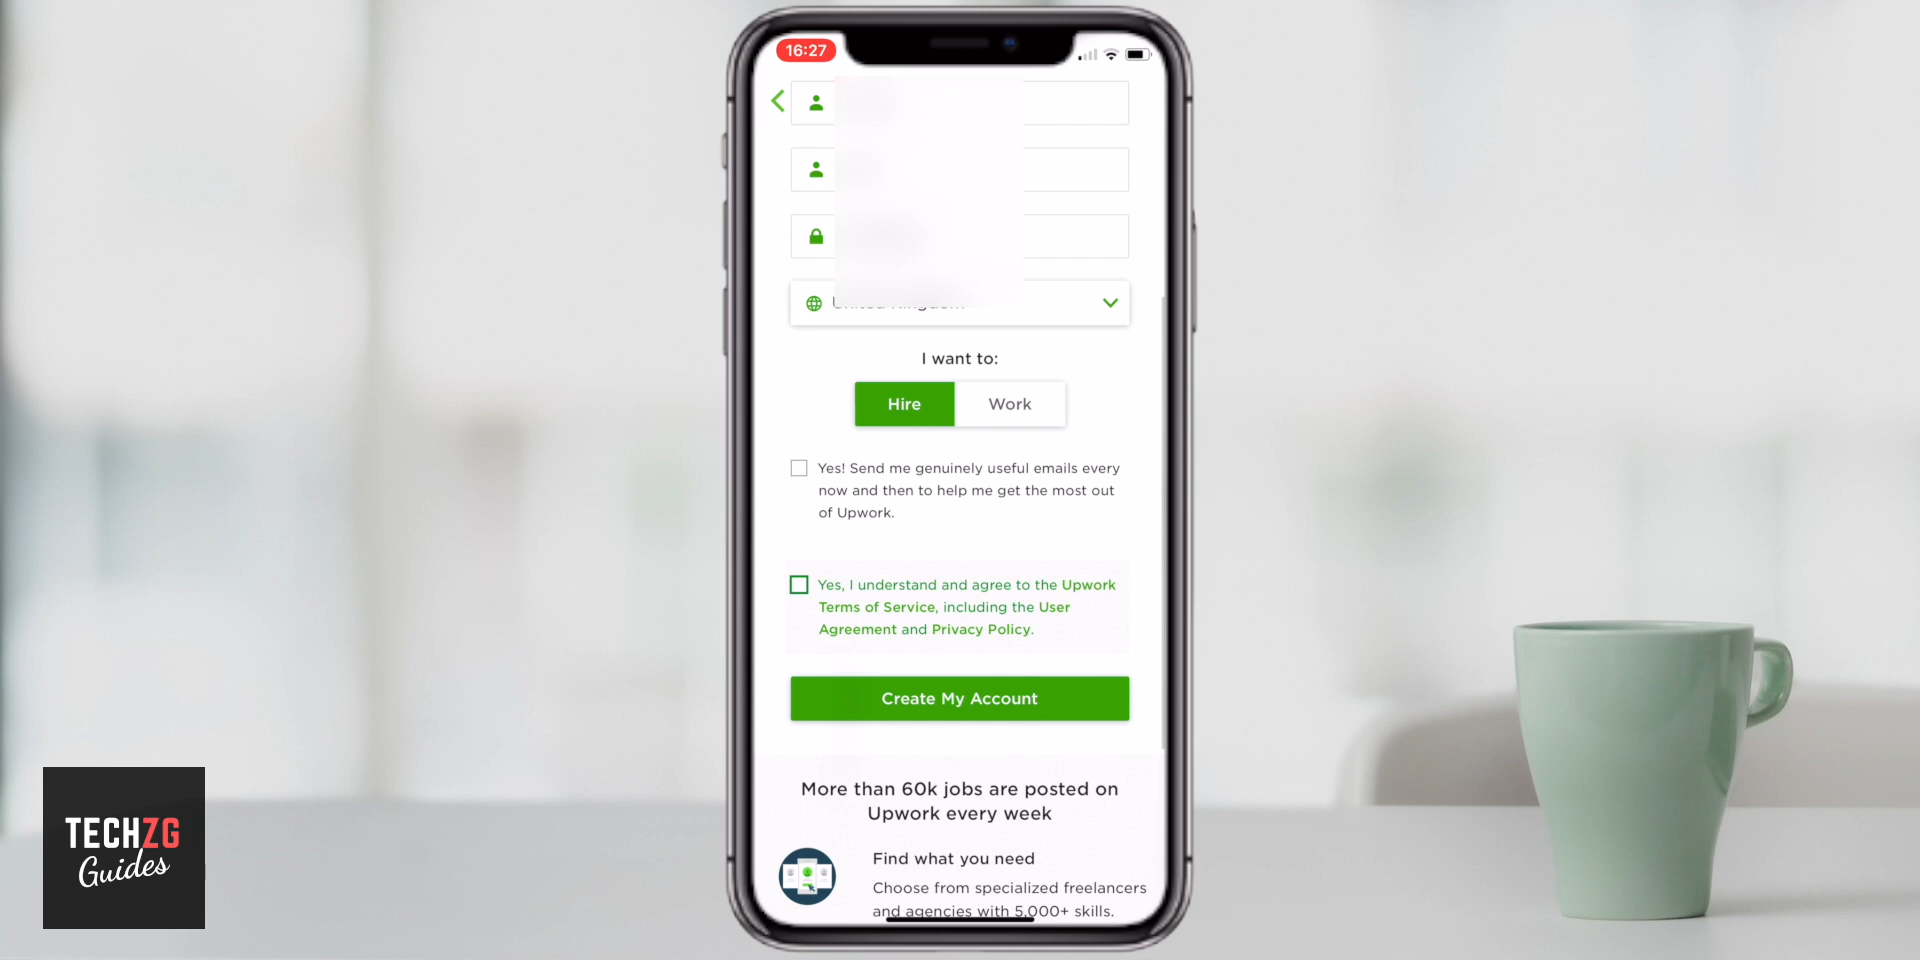 16:27
United Kingdom
I want to:
Hire
Work
Yes! Send me genuinely useful emails every
now and then to help me get the most out
of Upwork.
Yes, I understand and agree to the Upwork
Terms of Service, including the User
Agreement and Privacy Policy.
Create My Account
More than 60k jobs are posted on
Upwork every week
Find what you need
Choose from specialized freelancers
and agencies with 5,000+ skills.
TECHZG
Guides